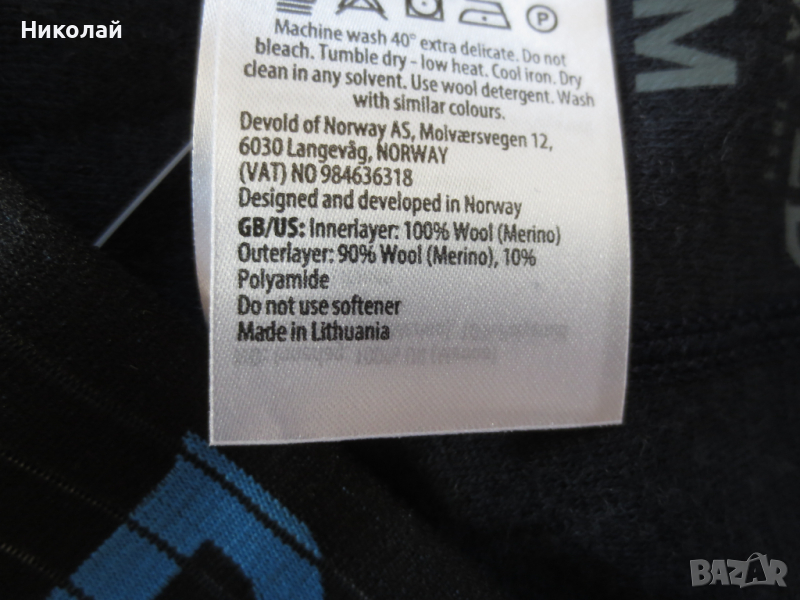 Николай
M
Machine wash 40° extra delicate. Do not
bleach. Tumble dry - low heat. Cool iron. Dry
clean in any solvent. Use wool detergent. Wash
with similar colours.
Devold of Norway AS, Molværsvegen 12,
6030 Langevåg, NORWAY
(VAT) NO 984636318
Designed and developed in Norway
GB/US: Innerlayer: 100% Wool (Merino)
Outerlayer: 90% Wool (Merino), 10%
Polyamide
Do not use softener
Made in Lithuania
BAZAR